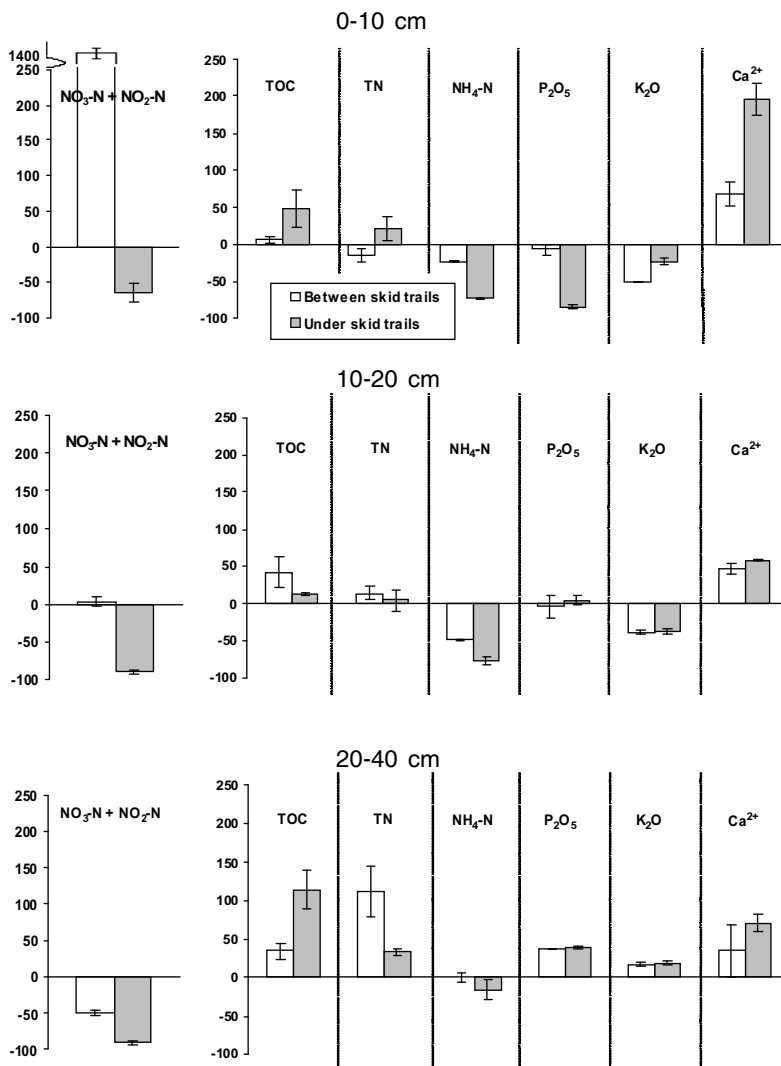 0-10 cm
1400
250
200
150
100
50
0
-50
-100
NO₃-N + NO₂-N
250
200
150
100
50
0
-50
-100
TOC
TN
NH₄-N
P₂O₅
K₂O
Ca²⁺
Between skid trails
Under skid trails
10-20 cm
250
200
150
100
50
0
-50
-100
NO₃-N + NO₂-N
250
200
150
100
50
0
-50
-100
TOC
TN
NH₄-N
P₂O₅
K₂O
Ca²⁺
20-40 cm
250
200
150
100
50
0
-50
-100
NO₃-N + NO₂-N
250
200
150
100
50
0
-50
-100
TOC
TN
NH₄-N
P₂O₅
K₂O
Ca²⁺